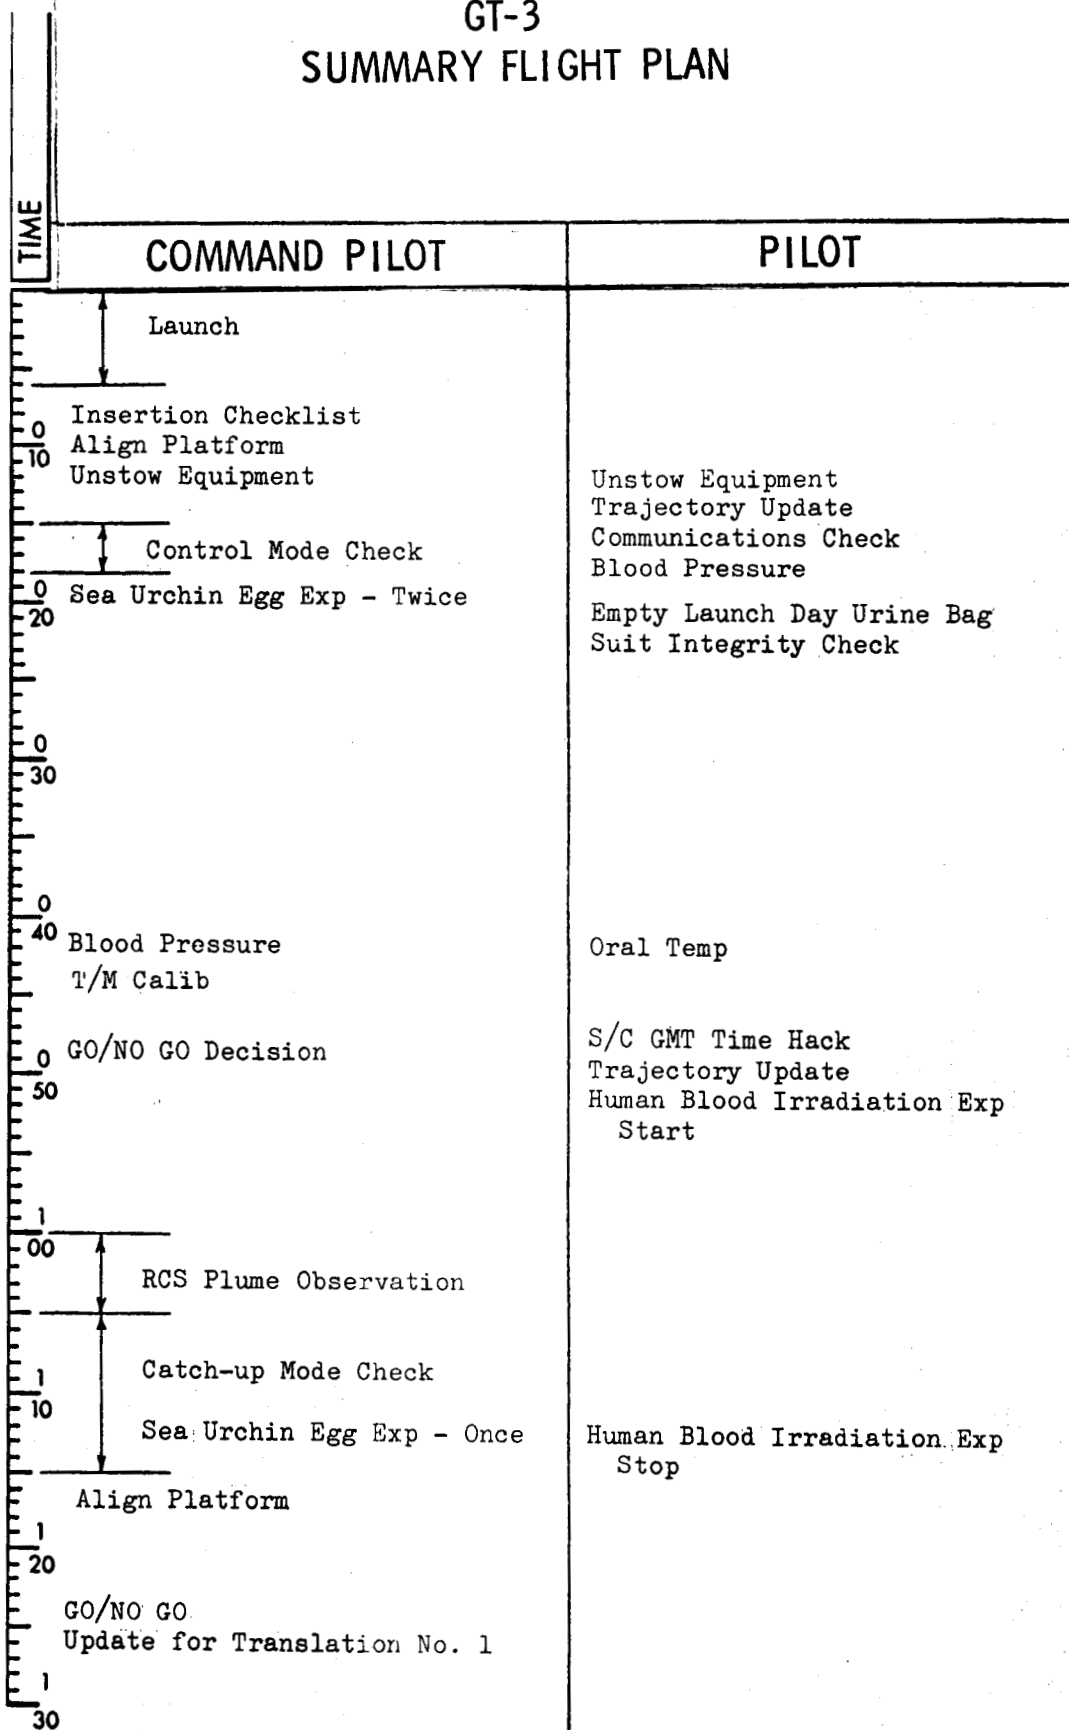 GT-3
SUMMARY FLIGHT PLAN
TIME
COMMAND PILOT
PILOT
Launch
Insertion Checklist
0
10
Align Platform
Unstow Equipment
Unstow Equipment
Trajectory Update
Communications Check
Blood Pressure
Control Mode Check
0
20
Sea Urchin Egg Exp - Twice
Empty Launch Day Urine Bag
Suit Integrity Check
0
30
0
40
Blood Pressure
T/M Calib
Oral Temp
GO/NO GO Decision
0
50
S/C GMT Time Hack
Trajectory Update
Human Blood Irradiation Exp
Start
1
00
RCS Plume Observation
Catch-up Mode Check
1
10
Sea Urchin Egg Exp - Once
Human Blood Irradiation Exp
Stop
Align Platform
1
20
GO/NO GO
Update for Translation No. 1
1
30